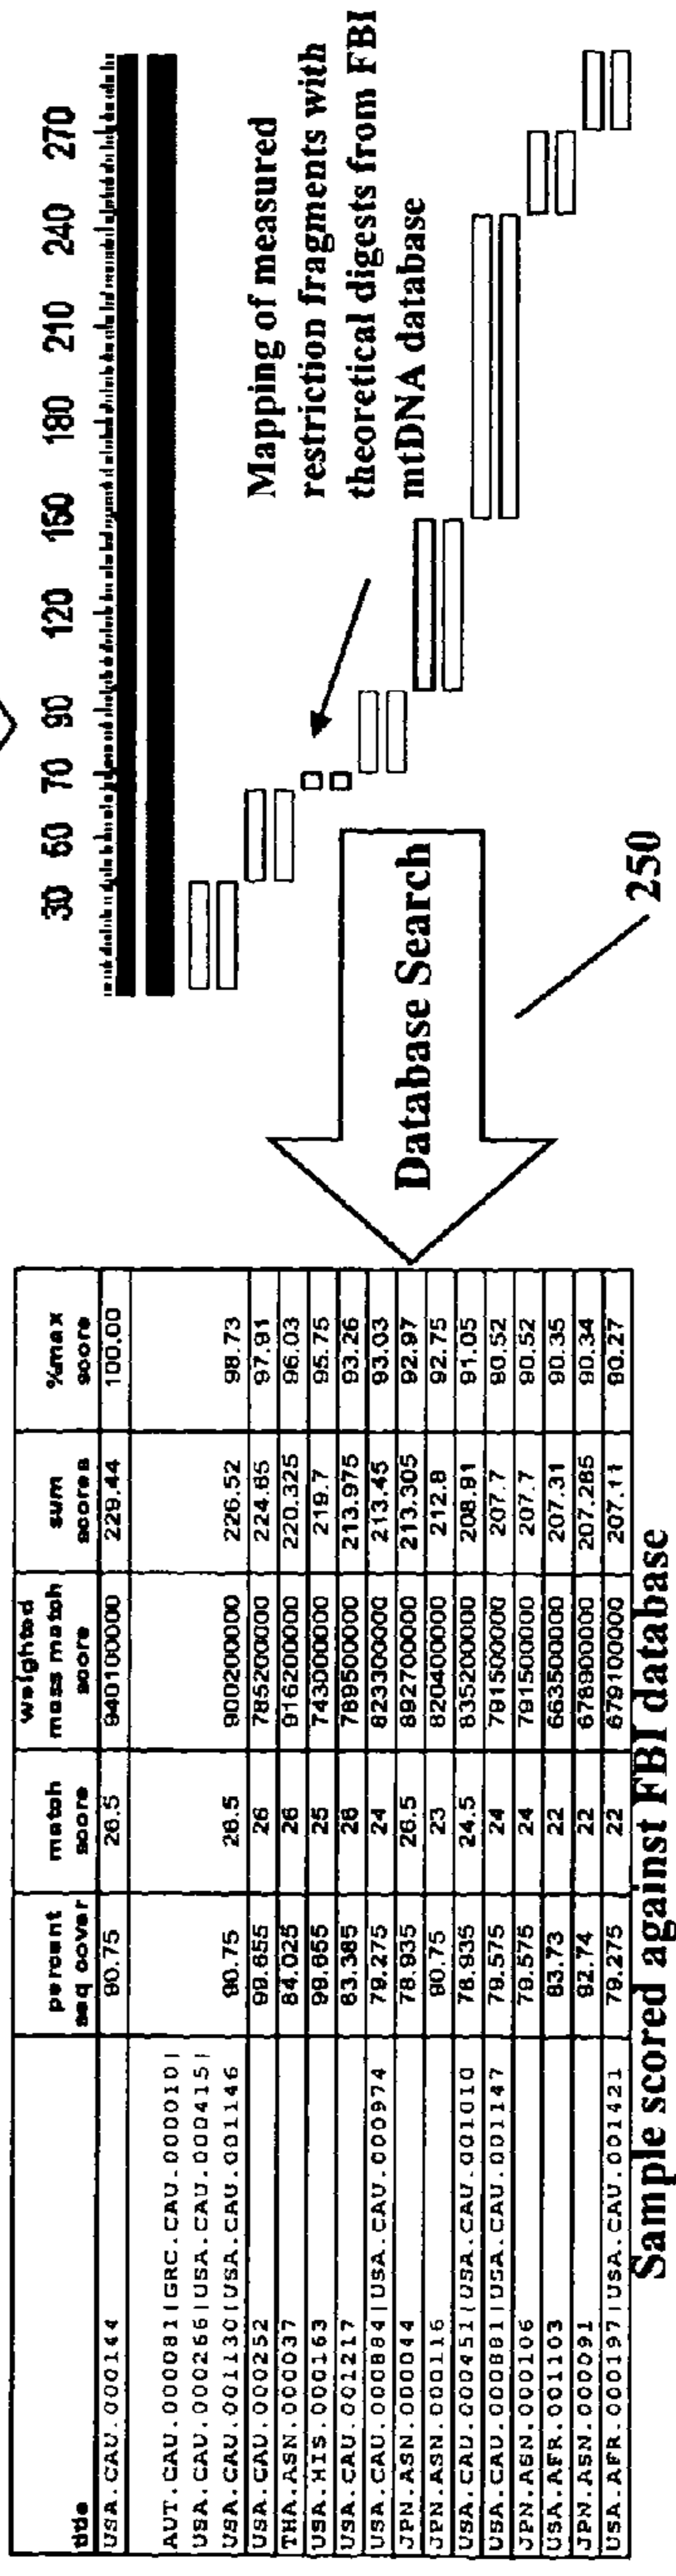 30 60 70 90 120 150 180 210 240 270
Mapping of measured
restriction fragments with
theoretical digests from FBI
mtDNA database
Database Search
250
title percent seq cover match score weighted mass match score sum scores %max score
USA.CAU.000144 90.75 26.5 940100000 229.44 100.00
AUT.CAU.000081|GRC.CAU.000010|
USA.CAU.000266|USA.CAU.000415|
USA.CAU.001130|USA.CAU.001146 90.75 26.5 900200000 226.52 98.73
USA.CAU.000252 99.655 26 785200000 224.65 97.91
THA.ASN.000037 84.025 26 916200000 220.325 96.03
USA.HIS.000163 99.655 25 743000000 219.7 95.75
USA.CAU.001217 83.385 26 789500000 213.975 93.26
USA.CAU.000884|USA.CAU.000974 79.275 24 823300000 213.45 93.03
JPN.ASN.000044 78.935 26.5 892700000 213.305 92.97
JPN.ASN.000116 90.75 23 820400000 212.8 92.75
USA.CAU.000451|USA.CAU.001010 78.935 24.5 835200000 208.91 91.05
USA.CAU.000881|USA.CAU.001147 79.575 24 791500000 207.7 90.52
JPN.ASN.000106 79.575 24 791500000 207.7 90.52
USA.AFR.001103 83.73 22 663500000 207.31 90.35
JPN.ASN.000091 92.74 22 678900000 207.285 90.34
USA.AFR.000197|USA.CAU.001421 79.275 22 679100000 207.11 90.27
Sample scored against FBI database